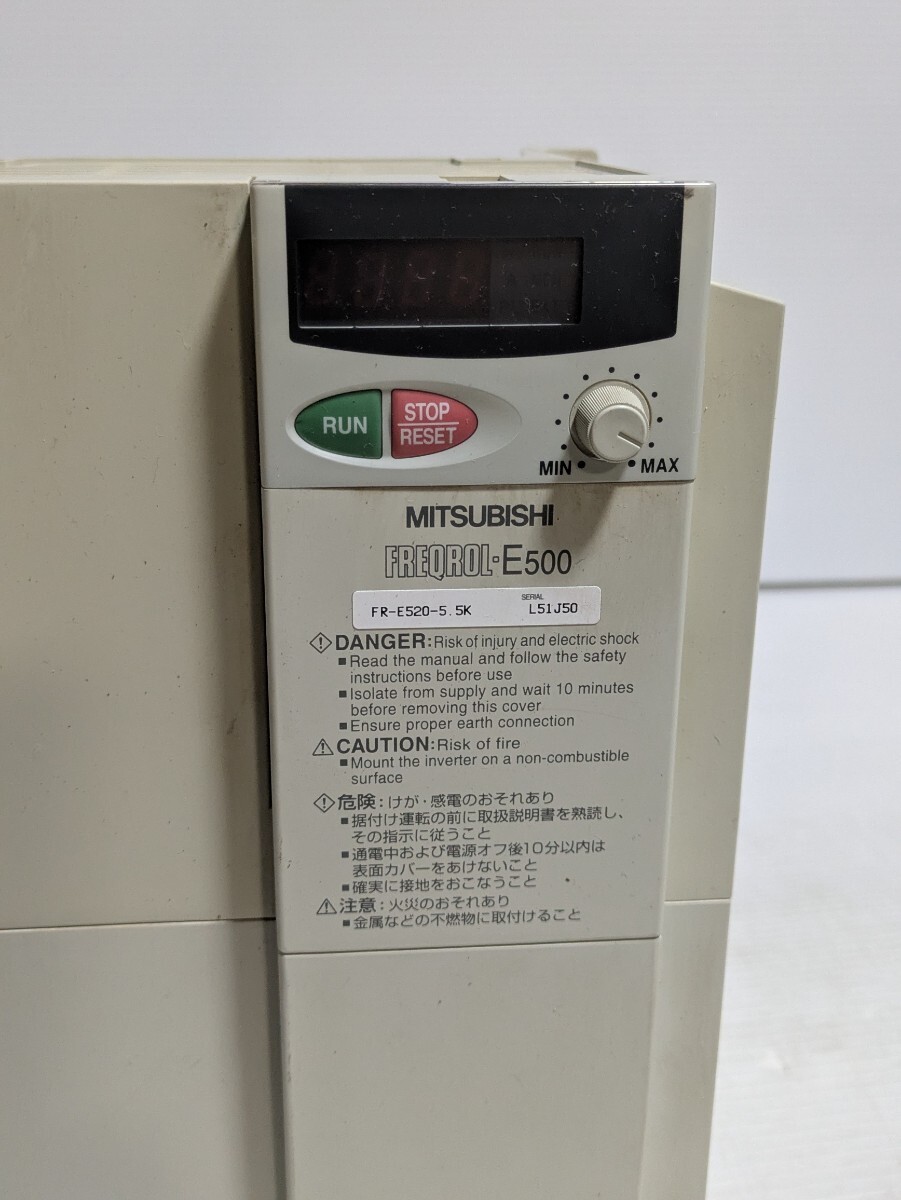 RUN
STOP
RESET
MIN
MAX
MITSUBISHI
FREQROL-E500
SERIAL
FR-E520-5.5K L51J50
DANGER:Risk of injury and electric shock
■Read the manual and follow the safety
instructions before use
■Isolate from supply and wait 10 minutes
before removing this cover
■Ensure proper earth connection
CAUTION:Risk of fire
■Mount the inverter on a non-combustible
surface
危険:けが・感電のおそれあり
■据付け運転の前に取扱説明書を熟読し、
その指示に従うこと
■通電中および電源オフ後10分以内は
表面カバーをあけないこと
■確実に接地をおこなうこと
注意:火災のおそれあり
■金属などの不燃物に取付けること